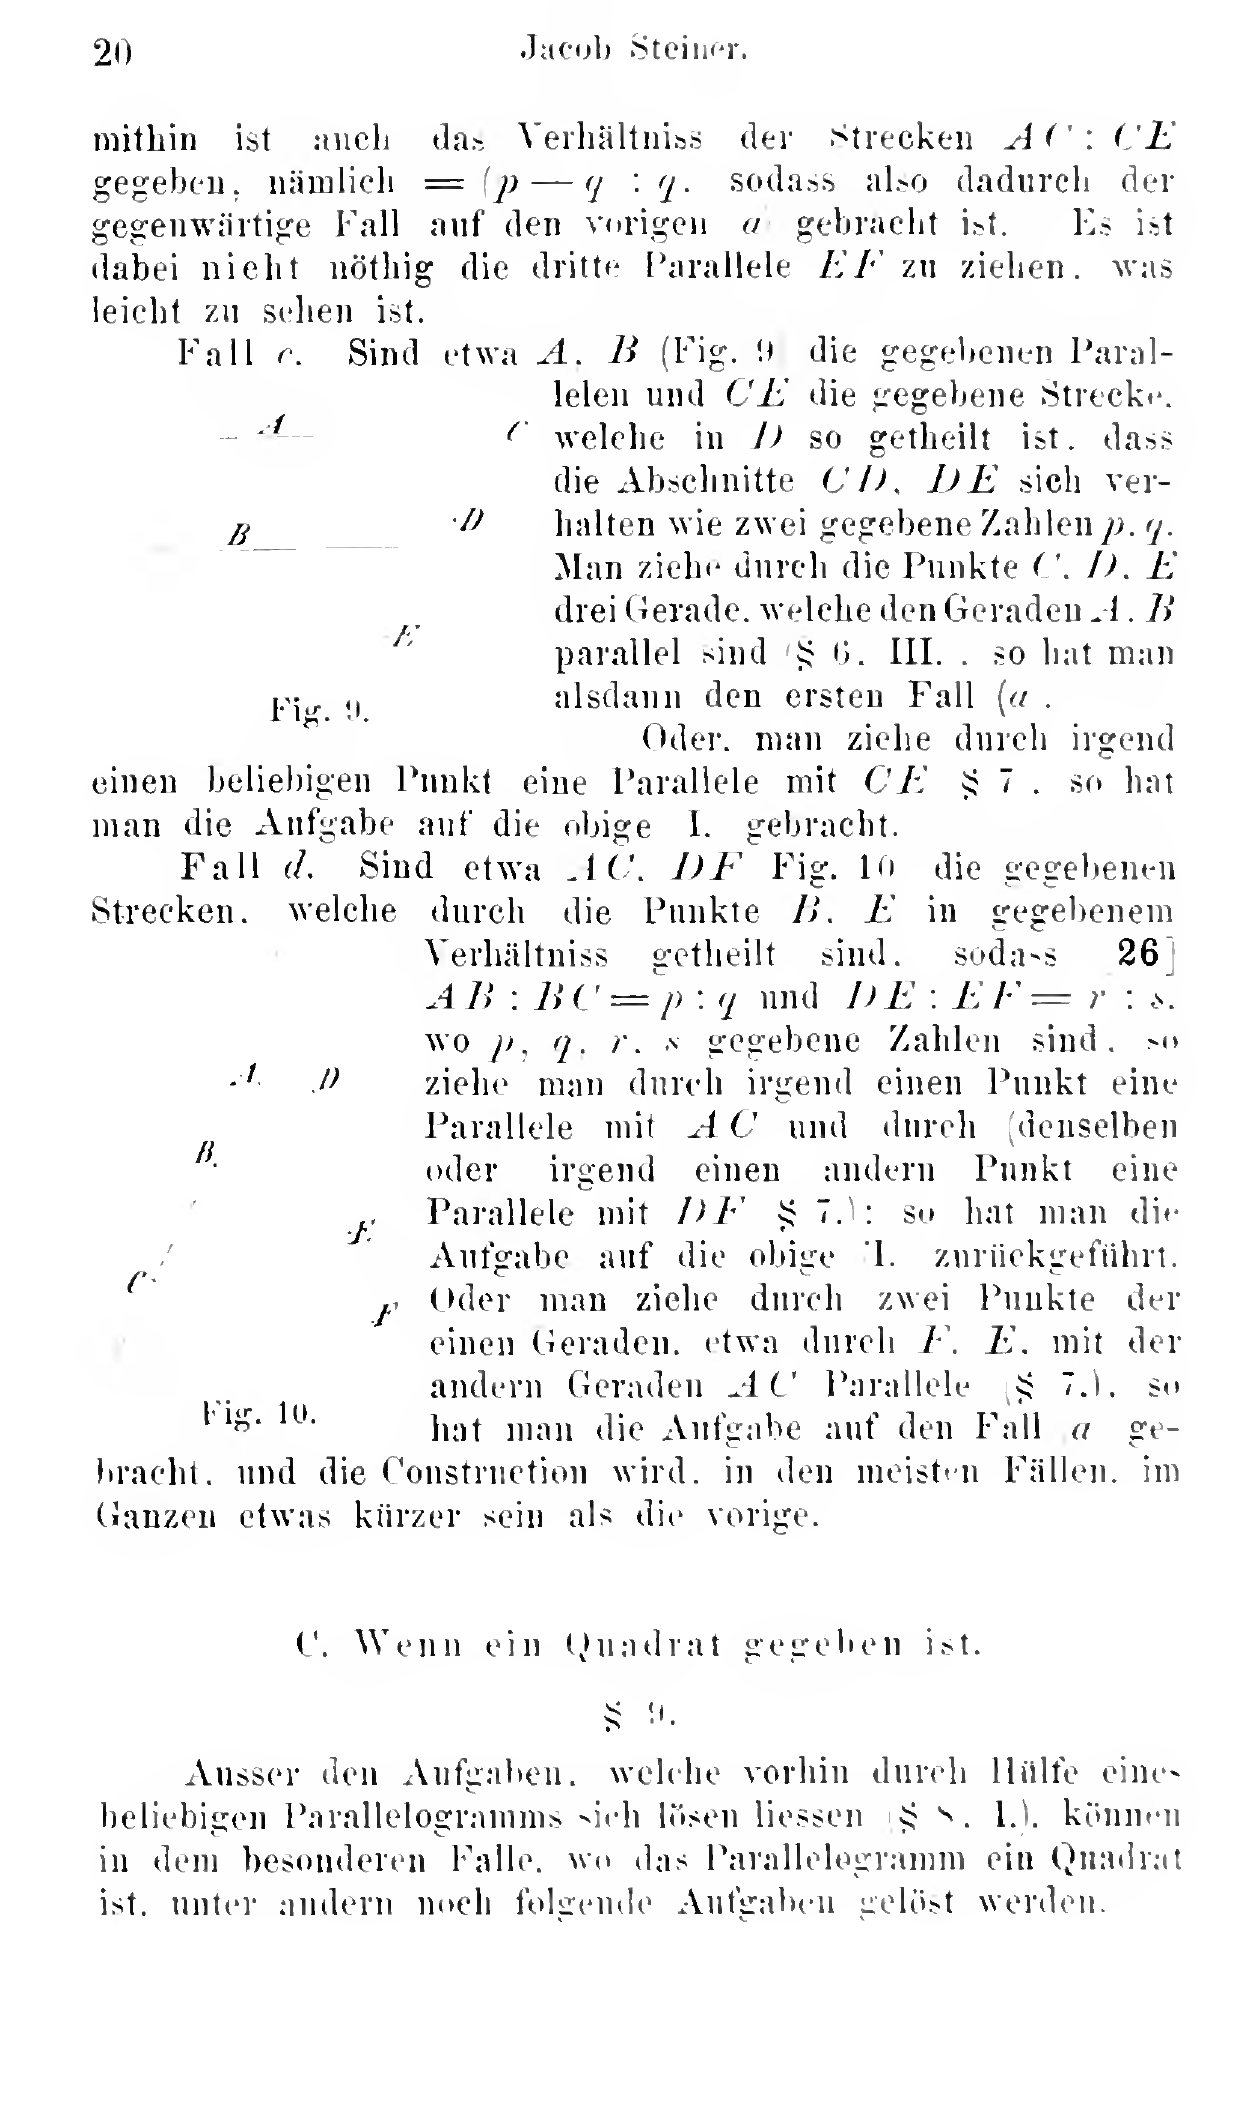 20
Jacob Steiner.
mithin ist auch das Verhältniss der Strecken AC : CE
gegeben, nämlich = (p — q) : q, sodass also dadurch der
gegenwärtige Fall auf den vorigen (a) gebracht ist. Es ist
dabei nicht nöthig die dritte Parallele EF zu ziehen, was
leicht zu sehen ist.
Fall c. Sind etwa A, B (Fig. 9) die gegebenen Paral-
lelen und CE die gegebene Strecke,
welche in D so getheilt ist, dass
die Abschnitte CD, DE sich ver-
halten wie zwei gegebene Zahlen p, q.
Man ziehe durch die Punkte C, D, E
drei Gerade, welche den Geraden A, B
parallel sind (§ 6. III.), so hat man
alsdann den ersten Fall (a).
A
C
B
D
E
Fig. 9.
Oder, man ziehe durch irgend
einen beliebigen Punkt eine Parallele mit CE (§ 7), so hat
man die Aufgabe auf die obige (I.) gebracht.
Fall d. Sind etwa AC, DF (Fig. 10) die gegebenen
Strecken, welche durch die Punkte B, E in gegebenem
Verhältniss getheilt sind, sodass 26]
AB : BC = p : q und DE : EF = r : s,
wo p, q, r, s gegebene Zahlen sind, so
ziehe man durch irgend einen Punkt eine
Parallele mit AC und durch (denselben
oder irgend einen andern Punkt eine
Parallele mit DF (§ 7.); so hat man die
Aufgabe auf die obige (I.) zurückgeführt.
Oder man ziehe durch zwei Punkte der
einen Geraden, etwa durch F, E, mit der
andern Geraden AC Parallele (§ 7.), so
hat man die Aufgabe auf den Fall (a) ge-
A
D
B
E
C
F
Fig. 10.
bracht, und die Construction wird, in den meisten Fällen, im
Ganzen etwas kürzer sein als die vorige.
C. Wenn ein Quadrat gegeben ist.
§ 9.
Ausser den Aufgaben, welche vorhin durch Hülfe eines
beliebigen Parallelogramms sich lösen liessen (§ 8. I.), können
in dem besonderen Falle, wo das Parallelogramm ein Quadrat
ist, unter andern noch folgende Aufgaben gelöst werden.